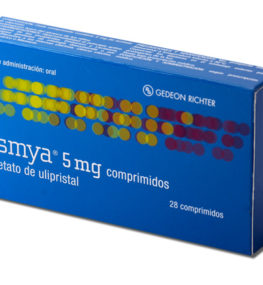 administración: oral
GEDEON RICHTER
smya® 5 mg comprimidos
etato de ulipristal
28 comprimidos